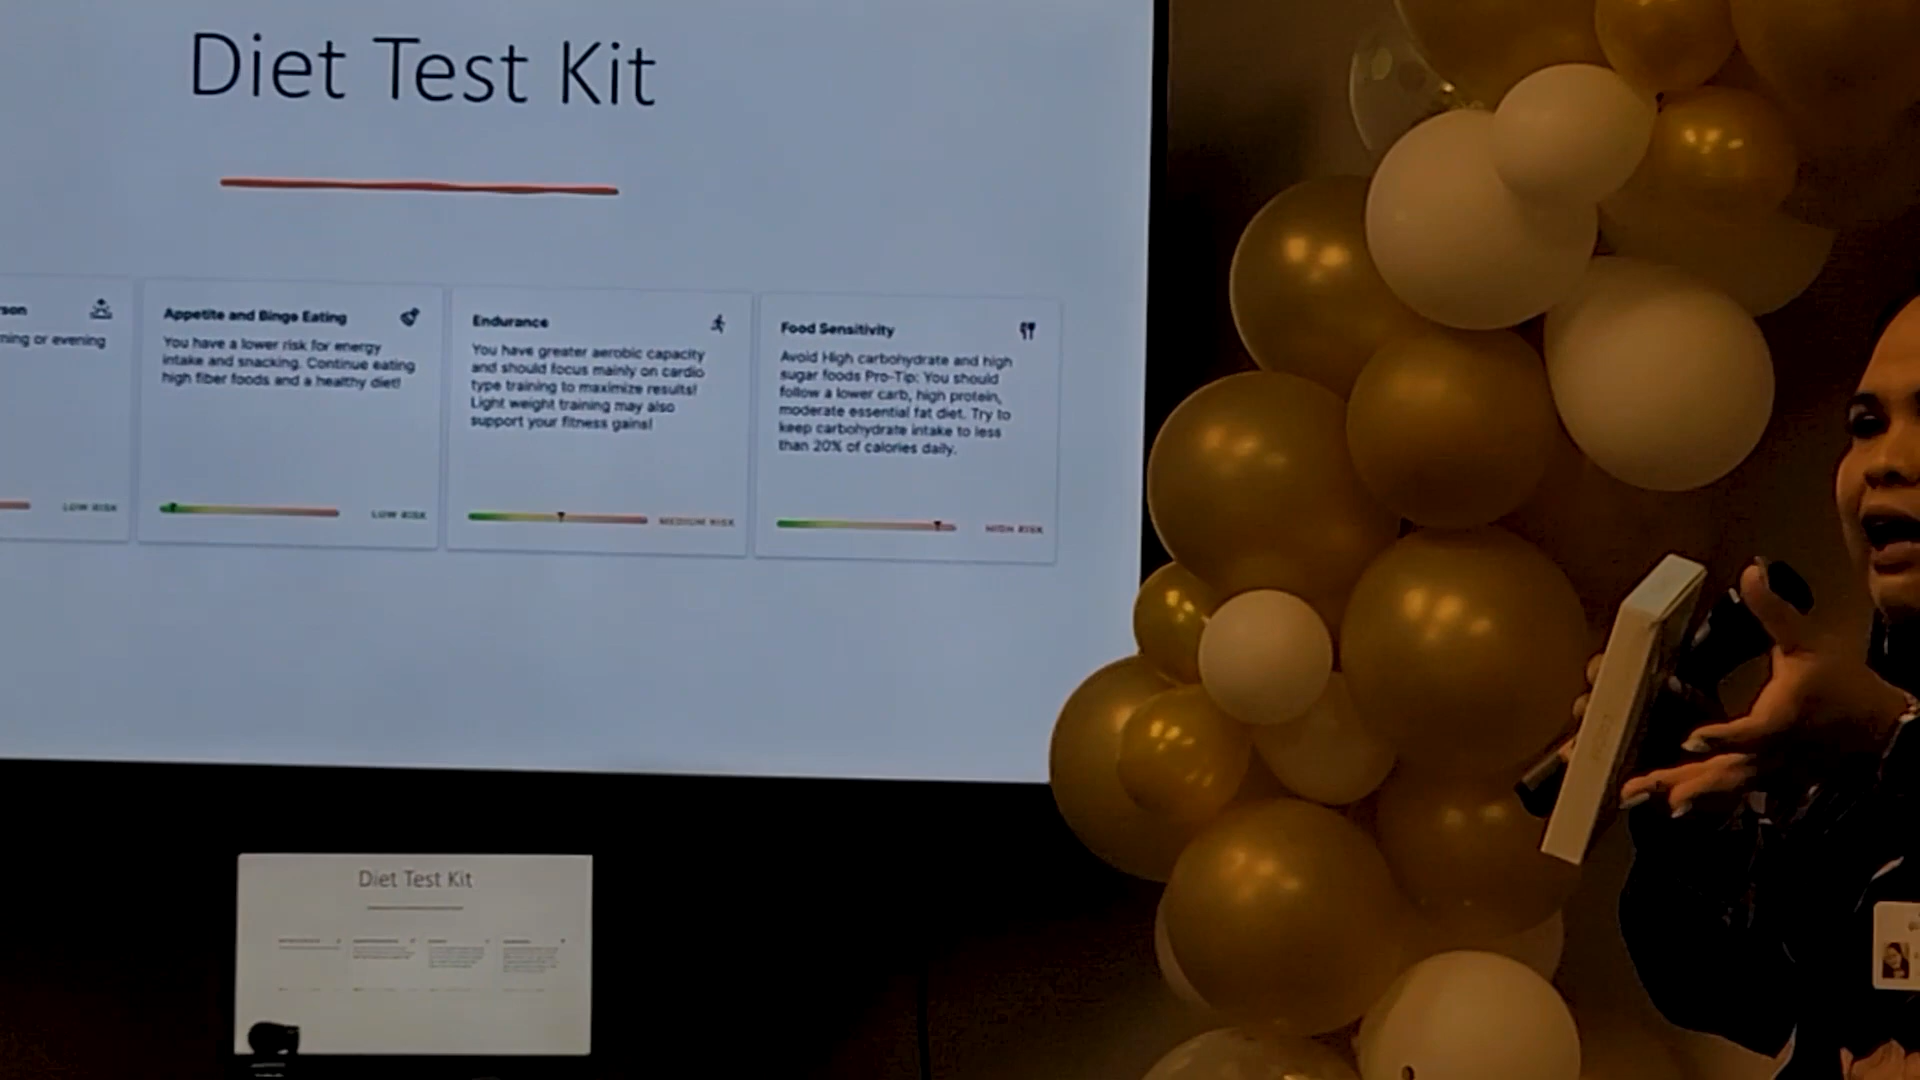 Diet Test Kit
ning or evening
LOW RISK
Appetite and Binge Eating
You have a lower risk for energy
intake and snacking. Continue eating
high fiber foods and a healthy diet!
LOW RISK
Endurance
You have greater aerobic capacity
and should focus mainly on cardio
type training to maximize results!
Light weight training may also
support your fitness gains!
MEDIUM RISK
Food Sensitivity
Avoid High carbohydrate and high
sugar foods Pro-Tip: You should
follow a lower carb, high protein,
moderate essential fat diet. Try to
keep carbohydrate intake to less
than 20% of calories daily.
HIGH RISK
Diet Test Kit